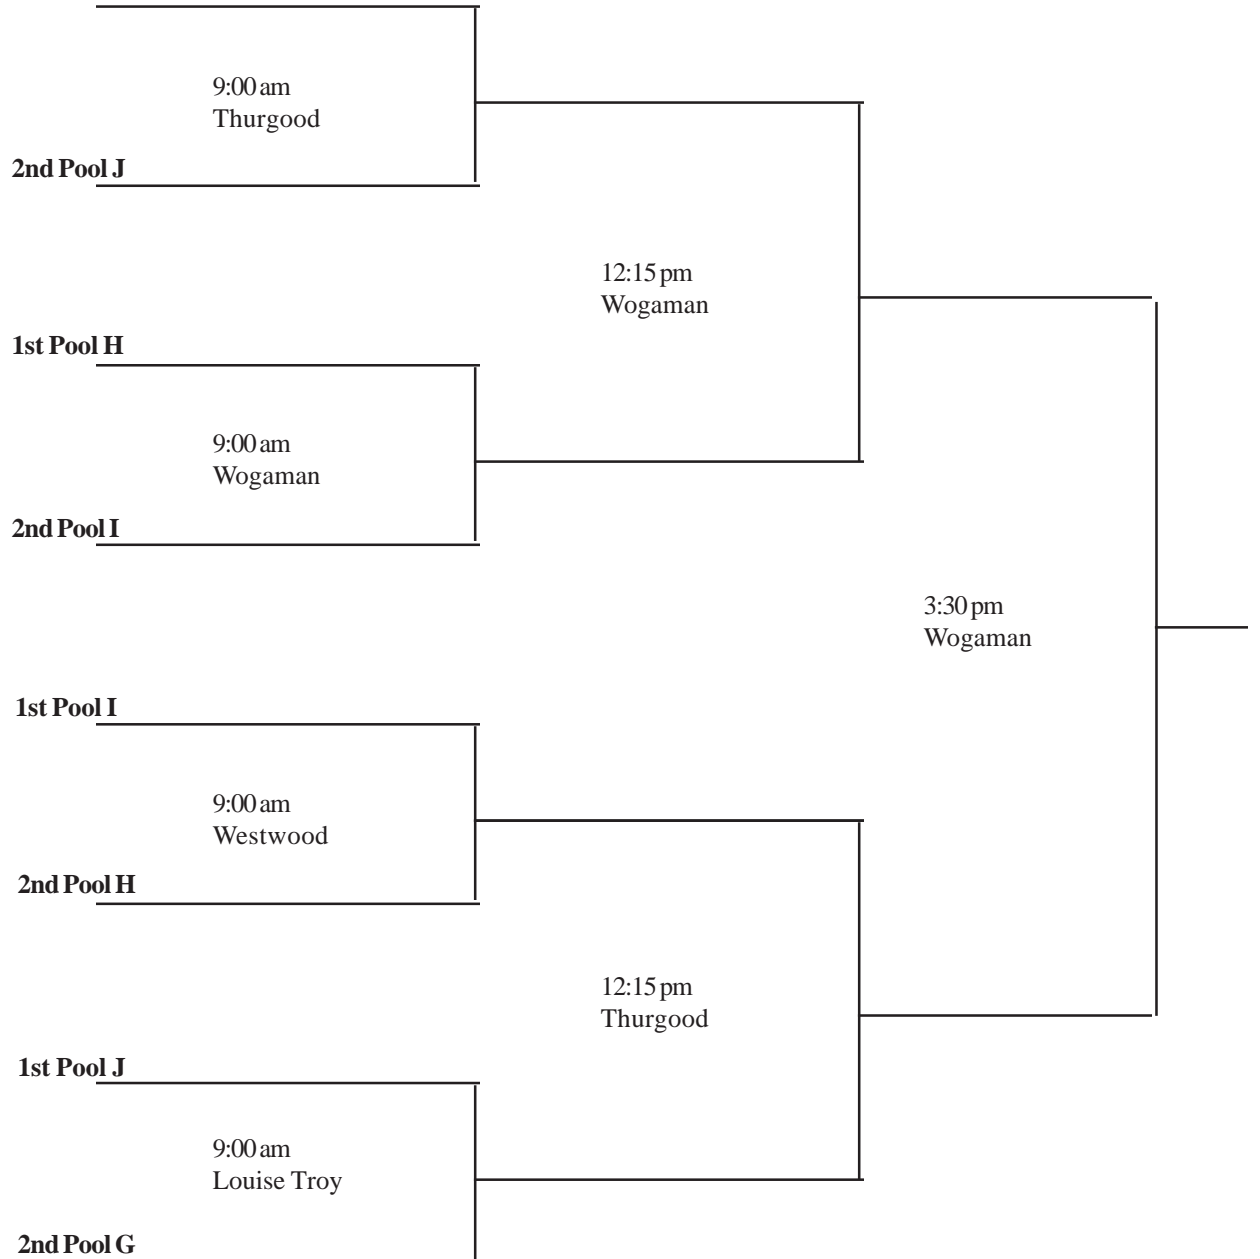 9:00 am
Thurgood
2nd Pool J
12:15 pm
Wogaman
1st Pool H
9:00 am
Wogaman
2nd Pool I
3:30 pm
Wogaman
1st Pool I
9:00 am
Westwood
2nd Pool H
12:15 pm
Thurgood
1st Pool J
9:00 am
Louise Troy
2nd Pool G